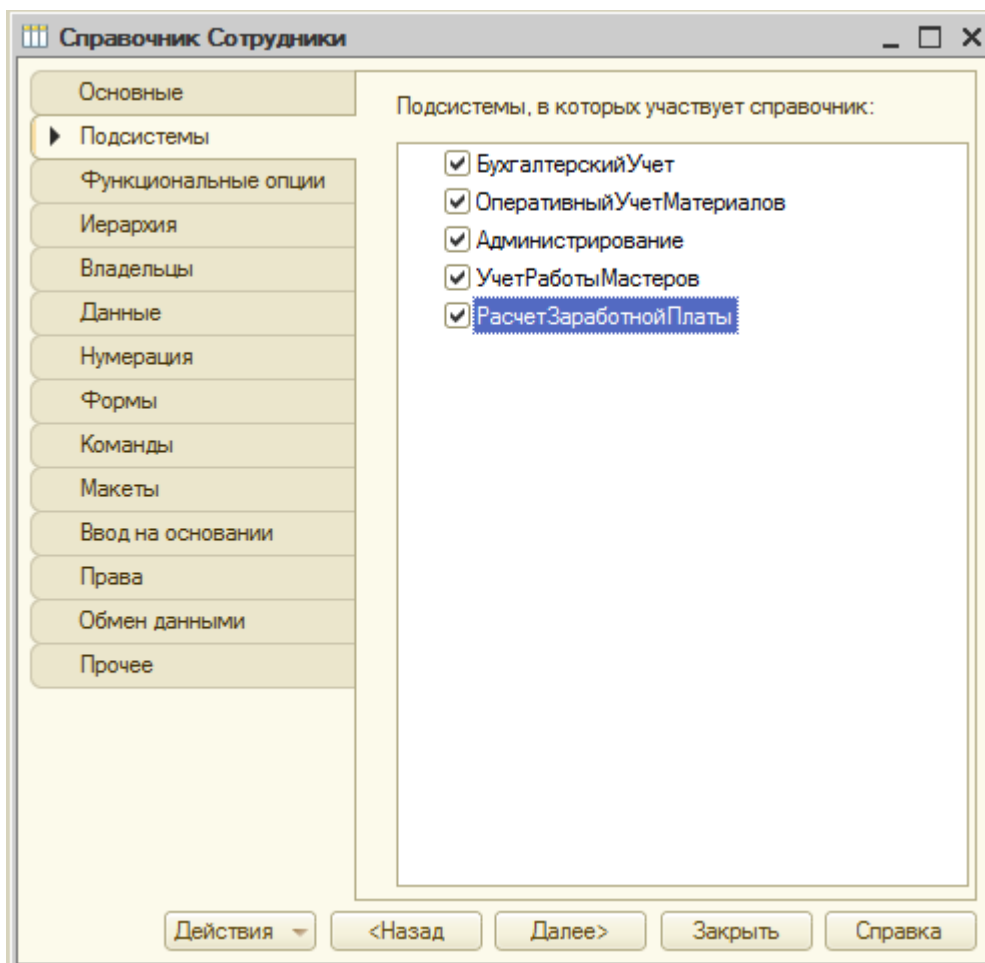 Справочник Сотрудники
Основные
Подсистемы
Функциональные опции
Иерархия
Владельцы
Данные
Нумерация
Формы
Команды
Макеты
Ввод на основании
Права
Обмен данными
Прочее
Подсистемы, в которых участвует справочник:
БухгалтерскийУчет
ОперативныйУчетМатериалов
Администрирование
УчетРаботыМастеров
РасчетЗаработнойПлаты
Действия <Назад Далее> Закрыть Справка